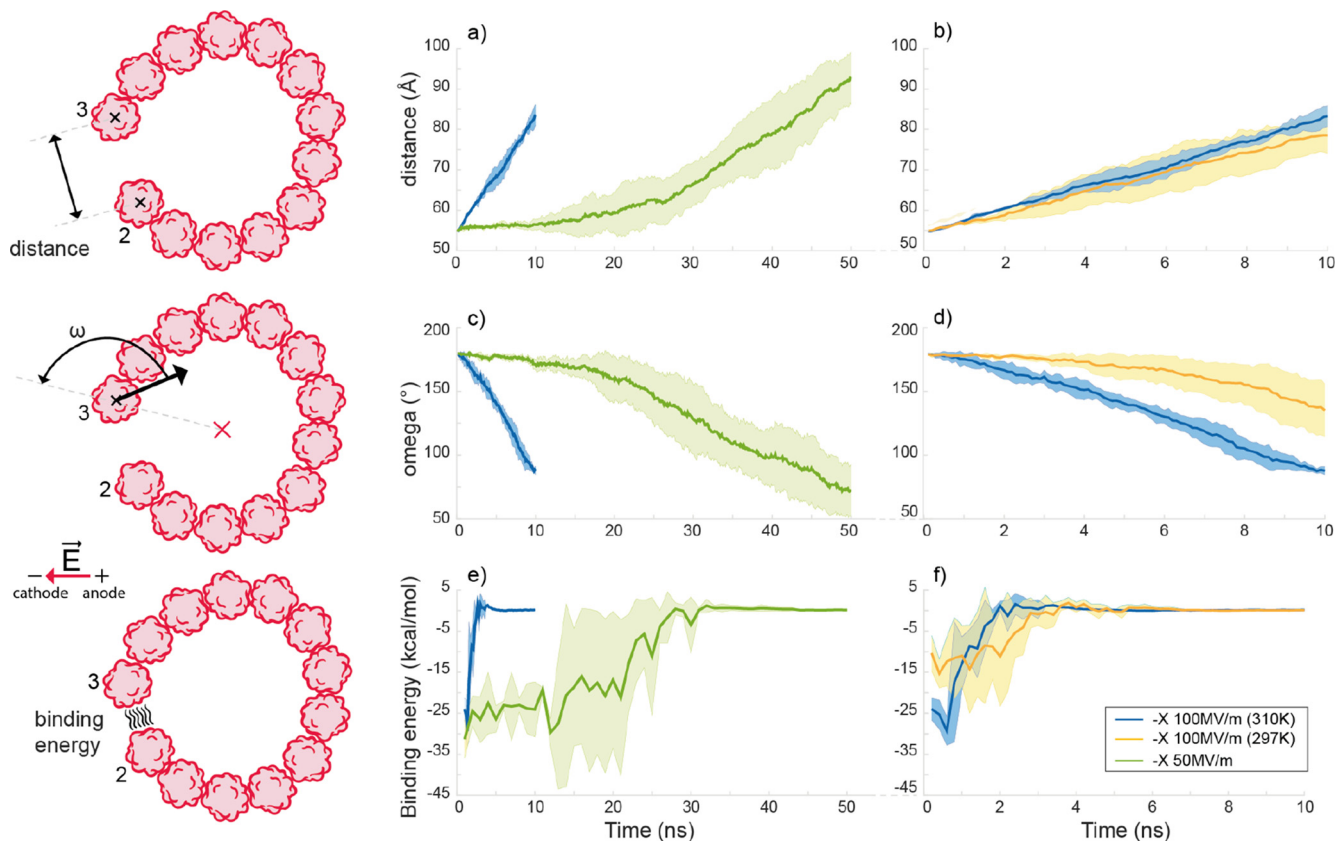 3
2
distance
ω
3
2
E
− +
cathode anode
3
binding
energy
2
a)
distance (Å)
100
90
80
70
60
50
0 10 20 30 40 50
b)
100
90
80
70
60
50
0 2 4 6 8 10
c)
omega (°)
200
150
100
50
0 10 20 30 40 50
d)
200
150
100
50
0 2 4 6 8 10
e)
Binding energy (kcal/mol)
5
-5
-15
-25
-35
-45
0 10 20 30 40 50
Time (ns)
f)
5
-5
-15
-25
-35
-45
0 2 4 6 8 10
Time (ns)
-X 100MV/m (310K)
-X 100MV/m (297K)
-X 50MV/m